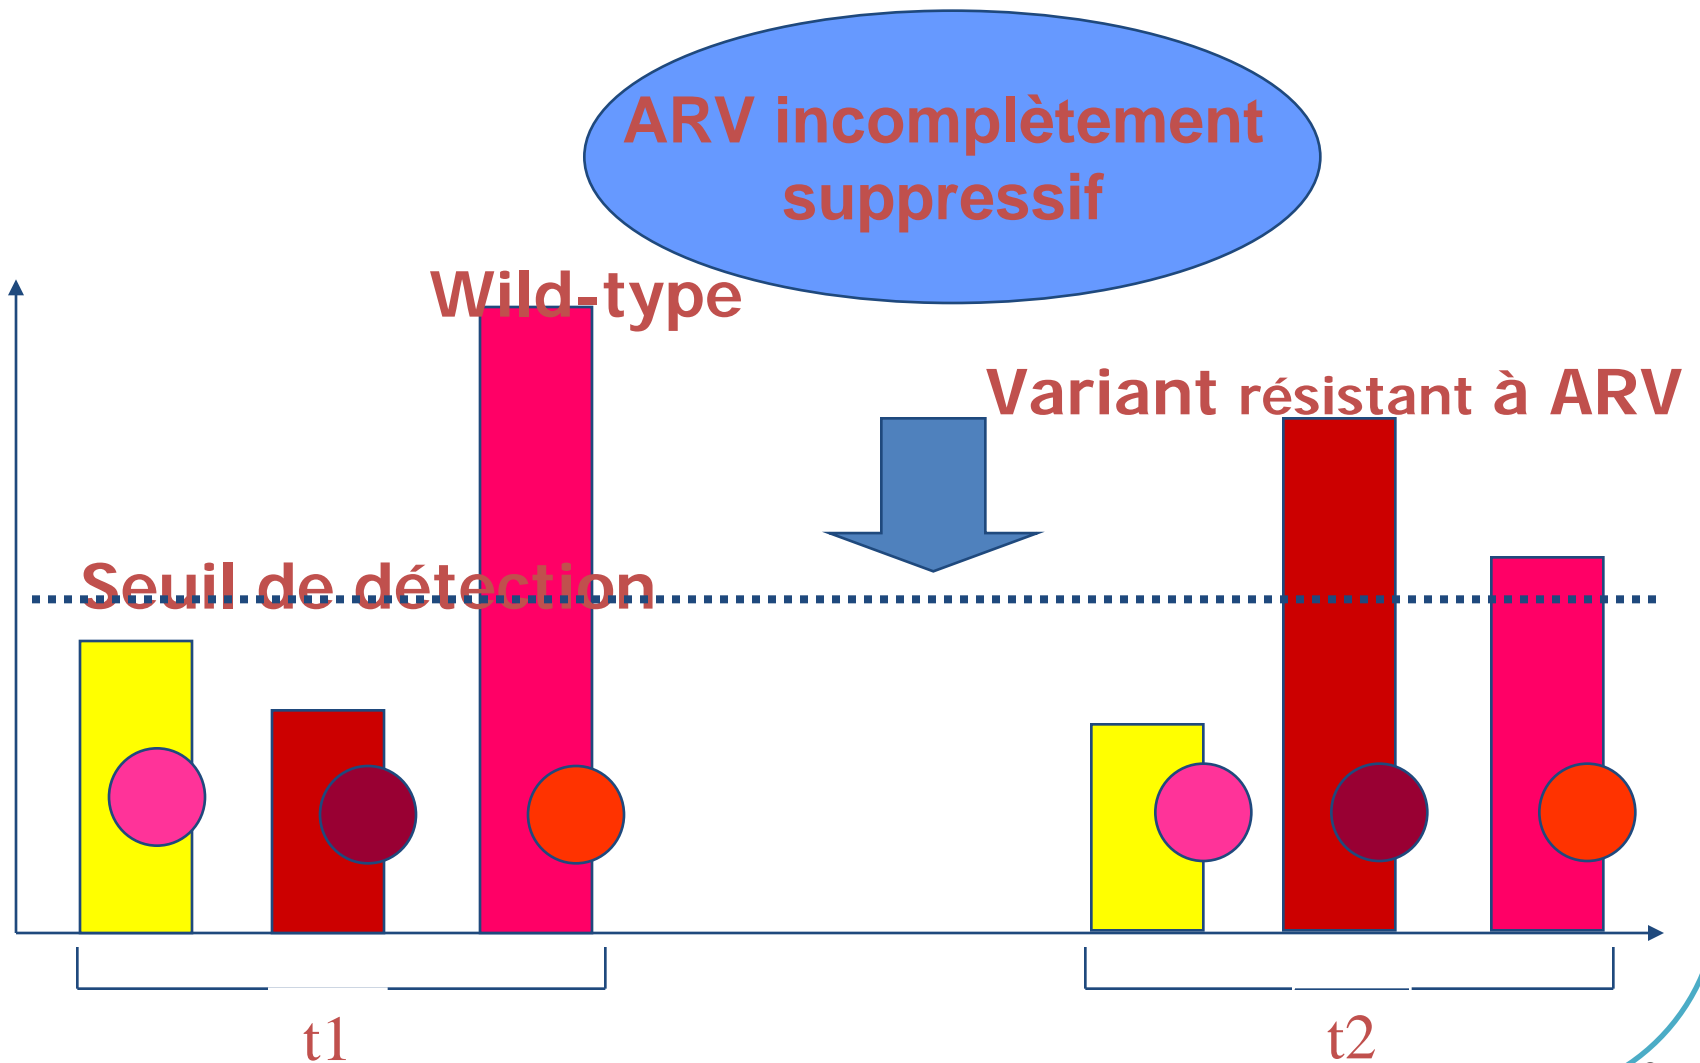 ARV incomplètement
suppressif
Wild-type
Variant résistant à ARV
Seuil de détection
t1
t2